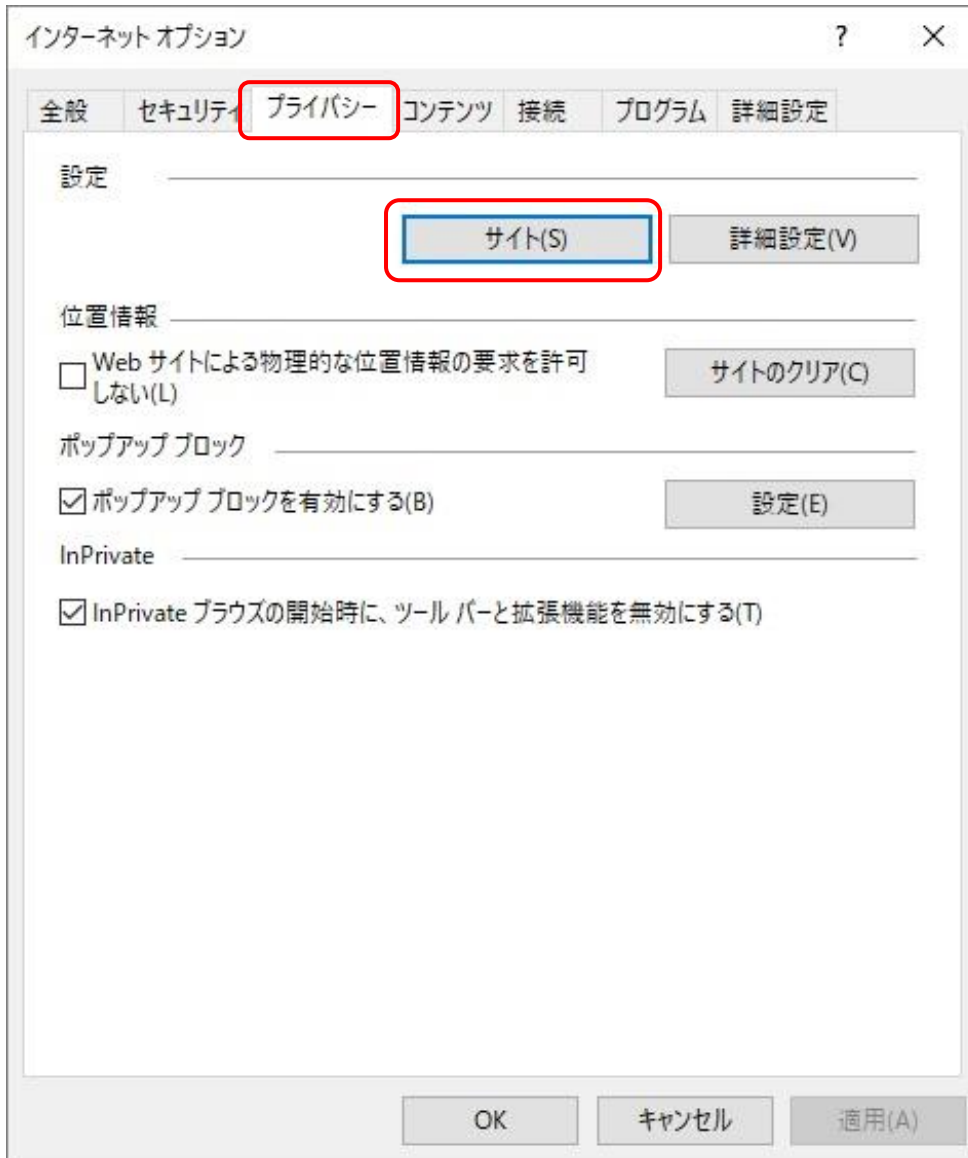 インターネット オプション ?
全般 セキュリティ プライバシー コンテンツ 接続 プログラム 詳細設定
設定
サイト(S) 詳細設定(V)
位置情報
Web サイトによる物理的な位置情報の要求を許可
しない(L)
サイトのクリア(C)
ポップアップ ブロック
ポップアップ ブロックを有効にする(B) 設定(E)
InPrivate
InPrivate ブラウズの開始時に、ツール バーと拡張機能を無効にする(T)
OK キャンセル 適用(A)